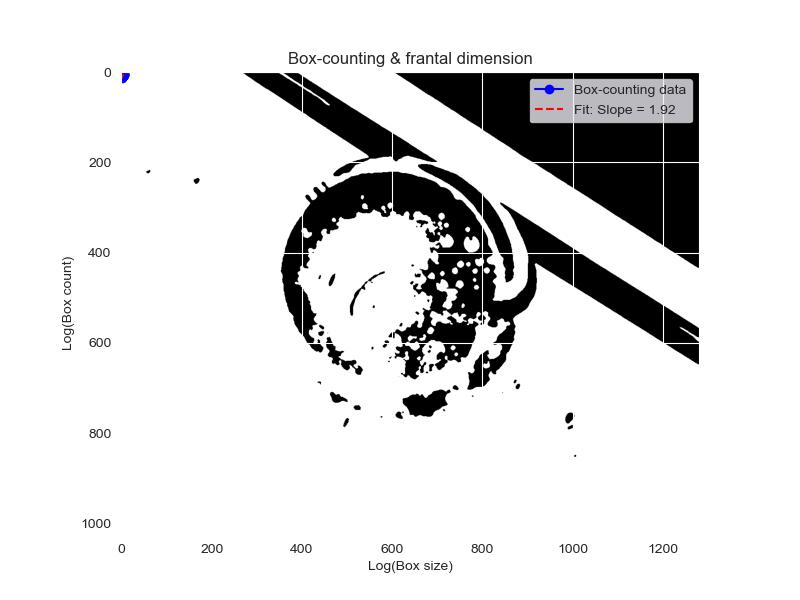 Box-counting & frantal dimension
Box-counting data
Fit: Slope = 1.92
0
200
400
600
800
1000
Log(Box count)
0 200 400 600 800 1000 1200
Log(Box size)